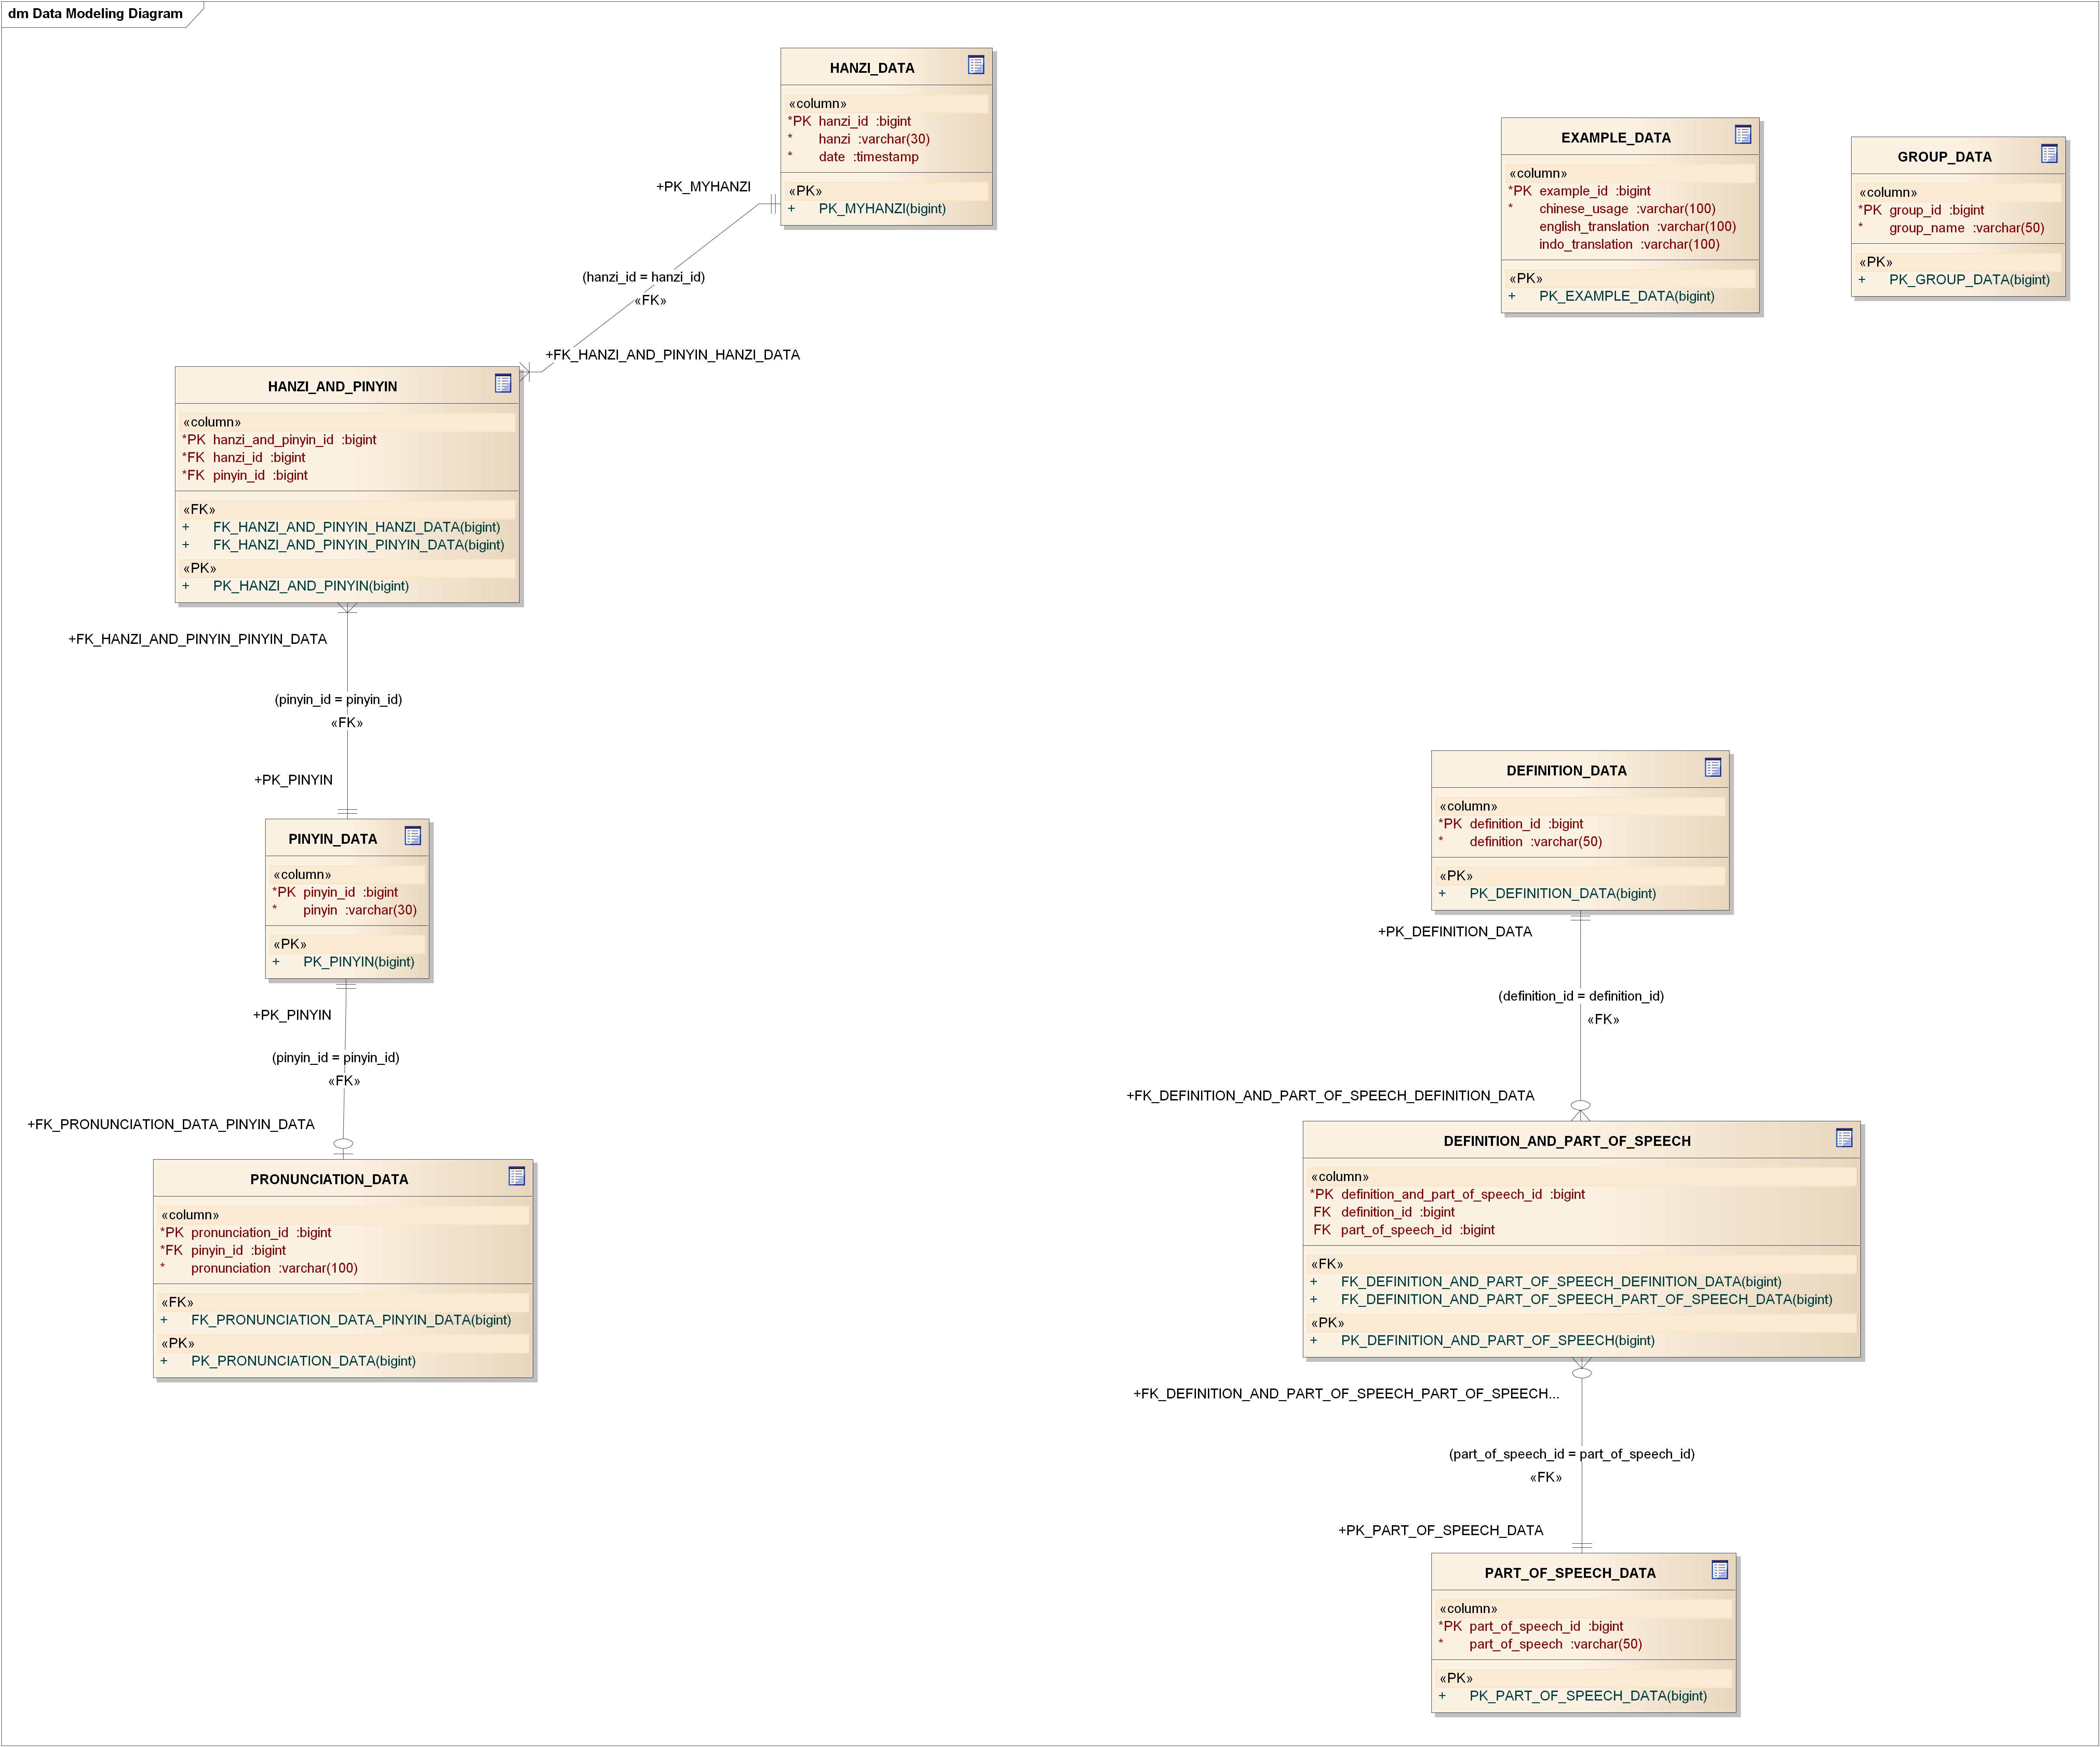 dm Data Modeling Diagram
HANZI_DATA
«column»
*PK hanzi_id :bigint
* hanzi :varchar(30)
* date :timestamp
«PK»
+ PK_MYHANZI(bigint)
+PK_MYHANZI
(hanzi_id = hanzi_id)
«FK»
+FK_HANZI_AND_PINYIN_HANZI_DATA
EXAMPLE_DATA
«column»
*PK example_id :bigint
* chinese_usage :varchar(100)
english_translation :varchar(100)
indo_translation :varchar(100)
«PK»
+ PK_EXAMPLE_DATA(bigint)
GROUP_DATA
«column»
*PK group_id :bigint
* group_name :varchar(50)
«PK»
+ PK_GROUP_DATA(bigint)
HANZI_AND_PINYIN
«column»
*PK hanzi_and_pinyin_id :bigint
*FK hanzi_id :bigint
*FK pinyin_id :bigint
«FK»
+ FK_HANZI_AND_PINYIN_HANZI_DATA(bigint)
+ FK_HANZI_AND_PINYIN_PINYIN_DATA(bigint)
«PK»
+ PK_HANZI_AND_PINYIN(bigint)
+FK_HANZI_AND_PINYIN_PINYIN_DATA
(pinyin_id = pinyin_id)
«FK»
+PK_PINYIN
PINYIN_DATA
«column»
*PK pinyin_id :bigint
* pinyin :varchar(30)
«PK»
+ PK_PINYIN(bigint)
+PK_PINYIN
(pinyin_id = pinyin_id)
«FK»
+FK_PRONUNCIATION_DATA_PINYIN_DATA
PRONUNCIATION_DATA
«column»
*PK pronunciation_id :bigint
*FK pinyin_id :bigint
* pronunciation :varchar(100)
«FK»
+ FK_PRONUNCIATION_DATA_PINYIN_DATA(bigint)
«PK»
+ PK_PRONUNCIATION_DATA(bigint)
DEFINITION_DATA
«column»
*PK definition_id :bigint
* definition :varchar(50)
«PK»
+ PK_DEFINITION_DATA(bigint)
+PK_DEFINITION_DATA
(definition_id = definition_id)
«FK»
+FK_DEFINITION_AND_PART_OF_SPEECH_DEFINITION_DATA
DEFINITION_AND_PART_OF_SPEECH
«column»
*PK definition_and_part_of_speech_id :bigint
FK definition_id :bigint
FK part_of_speech_id :bigint
«FK»
+ FK_DEFINITION_AND_PART_OF_SPEECH_DEFINITION_DATA(bigint)
+ FK_DEFINITION_AND_PART_OF_SPEECH_PART_OF_SPEECH_DATA(bigint)
«PK»
+ PK_DEFINITION_AND_PART_OF_SPEECH(bigint)
+FK_DEFINITION_AND_PART_OF_SPEECH_PART_OF_SPEECH...
(part_of_speech_id = part_of_speech_id)
«FK»
+PK_PART_OF_SPEECH_DATA
PART_OF_SPEECH_DATA
«column»
*PK part_of_speech_id :bigint
* part_of_speech :varchar(50)
«PK»
+ PK_PART_OF_SPEECH_DATA(bigint)